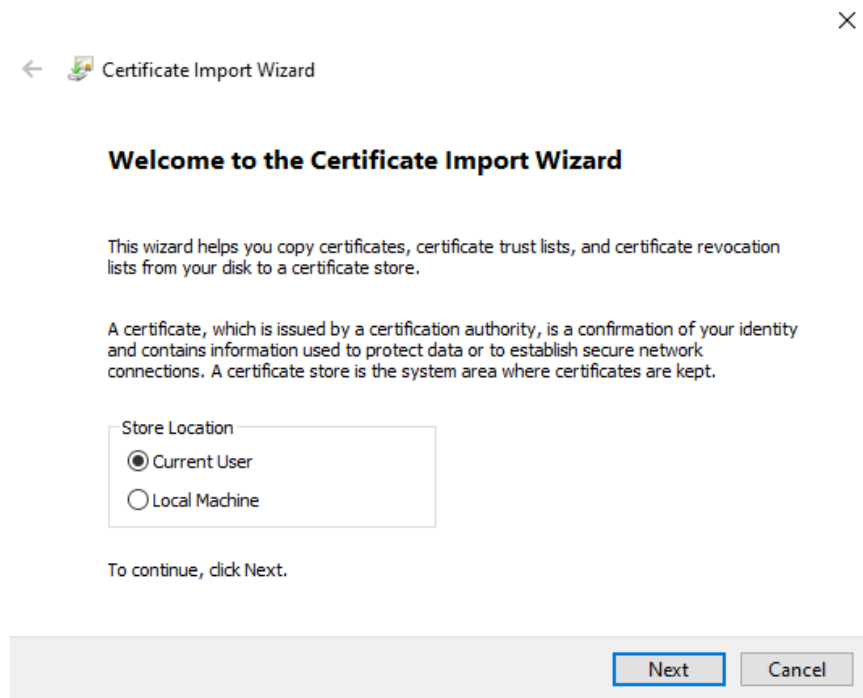 Certificate Import Wizard
Welcome to the Certificate Import Wizard
This wizard helps you copy certificates, certificate trust lists, and certificate revocation
lists from your disk to a certificate store.
A certificate, which is issued by a certification authority, is a confirmation of your identity
and contains information used to protect data or to establish secure network
connections. A certificate store is the system area where certificates are kept.
Store Location
Current User
Local Machine
To continue, click Next.
Next
Cancel